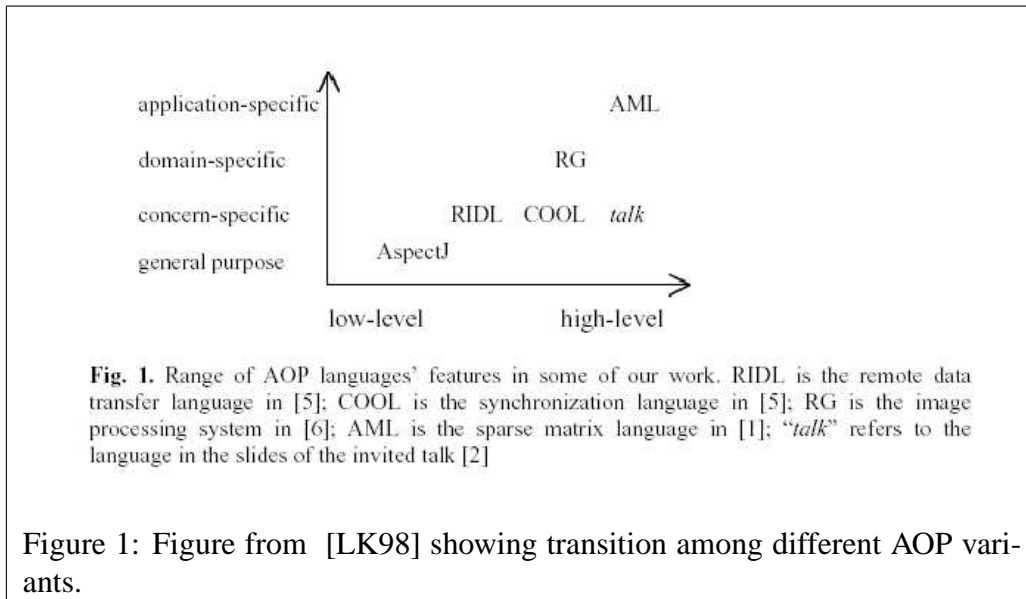 application-specific AML
domain-specific RG
concern-specific RIDL COOL talk
AspectJ
general purpose
low-level high-level
Fig. 1. Range of AOP languages' features in some of our work. RIDL is the remote data
transfer language in [5]; COOL is the synchronization language in [5]; RG is the image
processing system in [6]; AML is the sparse matrix language in [1]; “talk” refers to the
language in the slides of the invited talk [2]
Figure 1: Figure from [LK98] showing transition among different AOP vari-
ants.